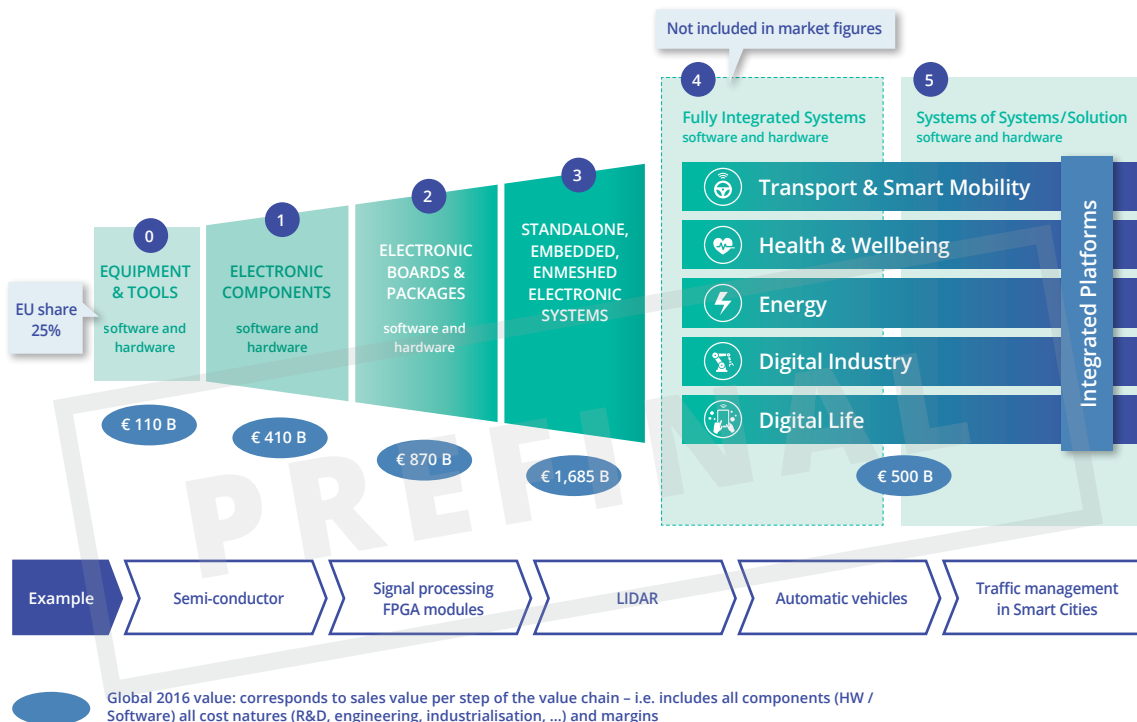 Not included in market figures
4
5
Fully Integrated Systems
software and hardware
Systems of Systems/Solution
software and hardware
3
2
1
0
EQUIPMENT
& TOOLS
software and
hardware
EU share
25%
ELECTRONIC
COMPONENTS
software and
hardware
ELECTRONIC
BOARDS &
PACKAGES
software and
hardware
STANDALONE,
EMBEDDED,
ENMESHED
ELECTRONIC
SYSTEMS
Transport & Smart Mobility
Health & Wellbeing
Energy
Digital Industry
Digital Life
Integrated Platforms
€ 110 B
€ 410 B
€ 870 B
€ 1,685 B
€ 500 B
PREFINAL
Example
Semi-conductor
Signal processing
FPGA modules
LIDAR
Automatic vehicles
Traffic management
in Smart Cities
Global 2016 value: corresponds to sales value per step of the value chain – i.e. includes all components (HW /
Software) all cost natures (R&D, engineering, industrialisation, ...) and margins